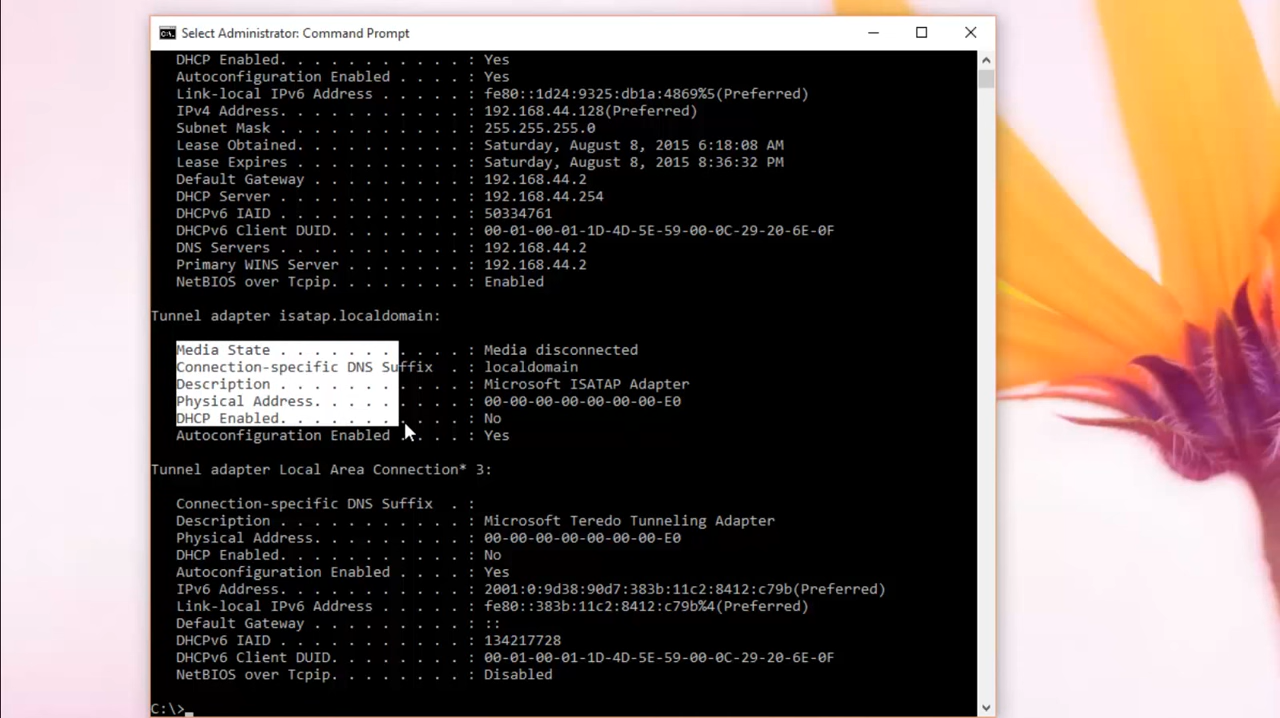 Select Administrator: Command Prompt
DHCP Enabled. . . . . . . . . . . : Yes
Autoconfiguration Enabled . . . . : Yes
Link-local IPv6 Address . . . . . : fe80::1d24:9325:db1a:4869%5(Preferred)
IPv4 Address. . . . . . . . . . . : 192.168.44.128(Preferred)
Subnet Mask . . . . . . . . . . . : 255.255.255.0
Lease Obtained. . . . . . . . . . : Saturday, August 8, 2015 6:18:08 AM
Lease Expires . . . . . . . . . . : Saturday, August 8, 2015 8:36:32 PM
Default Gateway . . . . . . . . . : 192.168.44.2
DHCP Server . . . . . . . . . . . : 192.168.44.254
DHCPv6 IAID . . . . . . . . . . . : 50334761
DHCPv6 Client DUID. . . . . . . . : 00-01-00-01-1D-4D-5E-59-00-0C-29-20-6E-0F
DNS Servers . . . . . . . . . . . : 192.168.44.2
Primary WINS Server . . . . . . . : 192.168.44.2
NetBIOS over Tcpip. . . . . . . . : Enabled
Tunnel adapter isatap.localdomain:
Media State . . . . . . . . . . . : Media disconnected
Connection-specific DNS Suffix  . : localdomain
Description . . . . . . . . . . . : Microsoft ISATAP Adapter
Physical Address. . . . . . . . . : 00-00-00-00-00-00-00-E0
DHCP Enabled. . . . . . . . . . . : No
Autoconfiguration Enabled . . . . : Yes
Tunnel adapter Local Area Connection* 3:
Connection-specific DNS Suffix  . :
Description . . . . . . . . . . . : Microsoft Teredo Tunneling Adapter
Physical Address. . . . . . . . . : 00-00-00-00-00-00-00-E0
DHCP Enabled. . . . . . . . . . . : No
Autoconfiguration Enabled . . . . : Yes
IPv6 Address. . . . . . . . . . . : 2001:0:9d38:90d7:383b:11c2:8412:c79b(Preferred)
Link-local IPv6 Address . . . . . : fe80::383b:11c2:8412:c79b%4(Preferred)
Default Gateway . . . . . . . . . : ::
DHCPv6 IAID . . . . . . . . . . . : 134217728
DHCPv6 Client DUID. . . . . . . . : 00-01-00-01-1D-4D-5E-59-00-0C-29-20-6E-0F
NetBIOS over Tcpip. . . . . . . . : Disabled
C:\>_